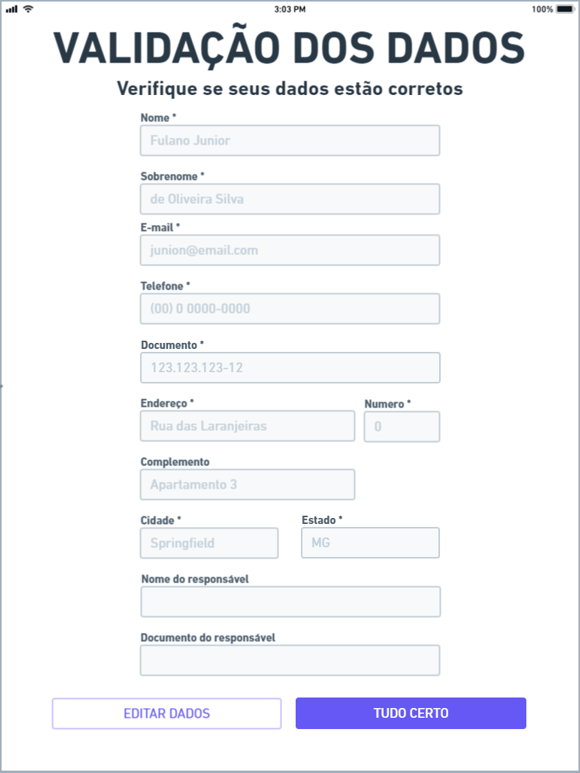 3:03 PM
100%
VALIDAÇÃO DOS DADOS
Verifique se seus dados estão corretos
Nome *
Fulano Junior
Sobrenome *
de Oliveira Silva
E-mail *
junion@email.com
Telefone *
(00) 0 0000-0000
Documento *
123.123.123-12
Endereço * Numero *
Rua das Laranjeiras 0
Complemento
Apartamento 3
Cidade * Estado *
Springfield MG
Nome do responsável
Documento do responsável
EDITAR DADOS TUDO CERTO